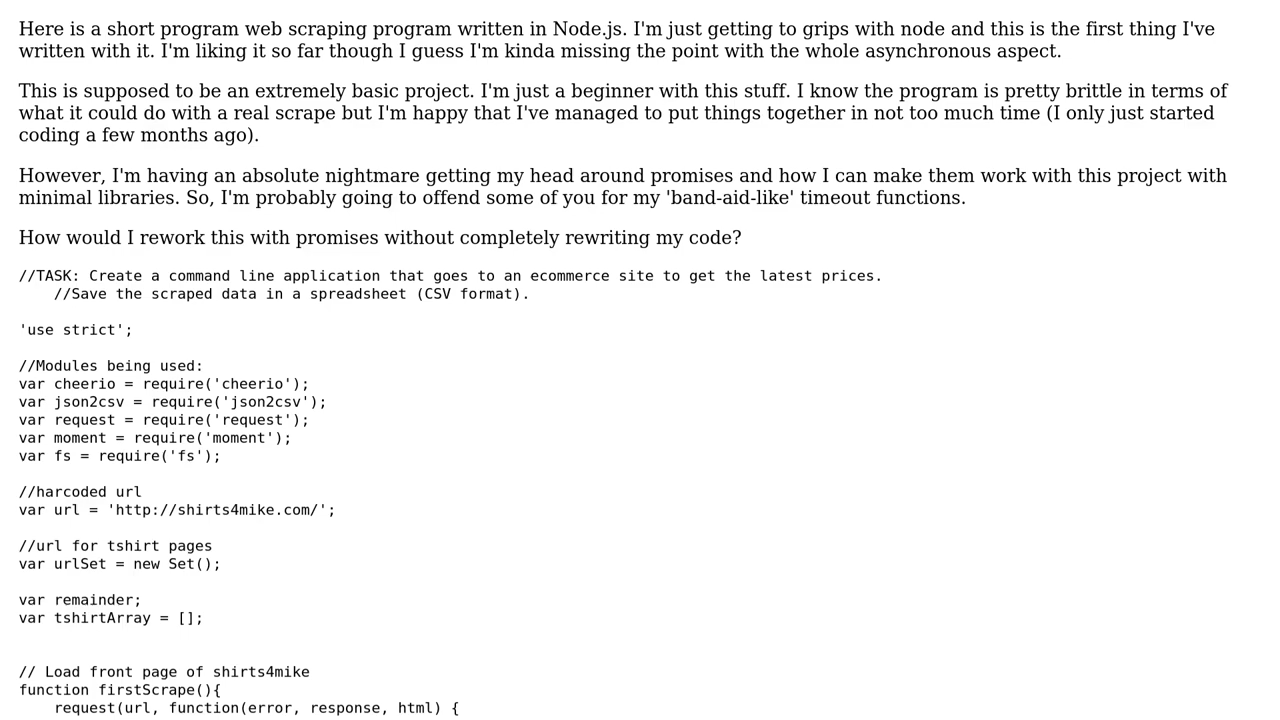 Here is a short program web scraping program written in Node.js. I'm just getting to grips with node and this is the first thing I've
written with it. I'm liking it so far though I guess I'm kinda missing the point with the whole asynchronous aspect.
This is supposed to be an extremely basic project. I'm just a beginner with this stuff. I know the program is pretty brittle in terms of
what it could do with a real scrape but I'm happy that I've managed to put things together in not too much time (I only just started
coding a few months ago).
However, I'm having an absolute nightmare getting my head around promises and how I can make them work with this project with
minimal libraries. So, I'm probably going to offend some of you for my 'band-aid-like' timeout functions.
How would I rework this with promises without completely rewriting my code?
//TASK: Create a command line application that goes to an ecommerce site to get the latest prices.
    //Save the scraped data in a spreadsheet (CSV format).
'use strict';
//Modules being used:
var cheerio = require('cheerio');
var json2csv = require('json2csv');
var request = require('request');
var moment = require('moment');
var fs = require('fs');
//harcoded url
var url = 'http://shirts4mike.com/';
//url for tshirt pages
var urlSet = new Set();
var remainder;
var tshirtArray = [];
// Load front page of shirts4mike
function firstScrape(){
    request(url, function(error, response, html) {